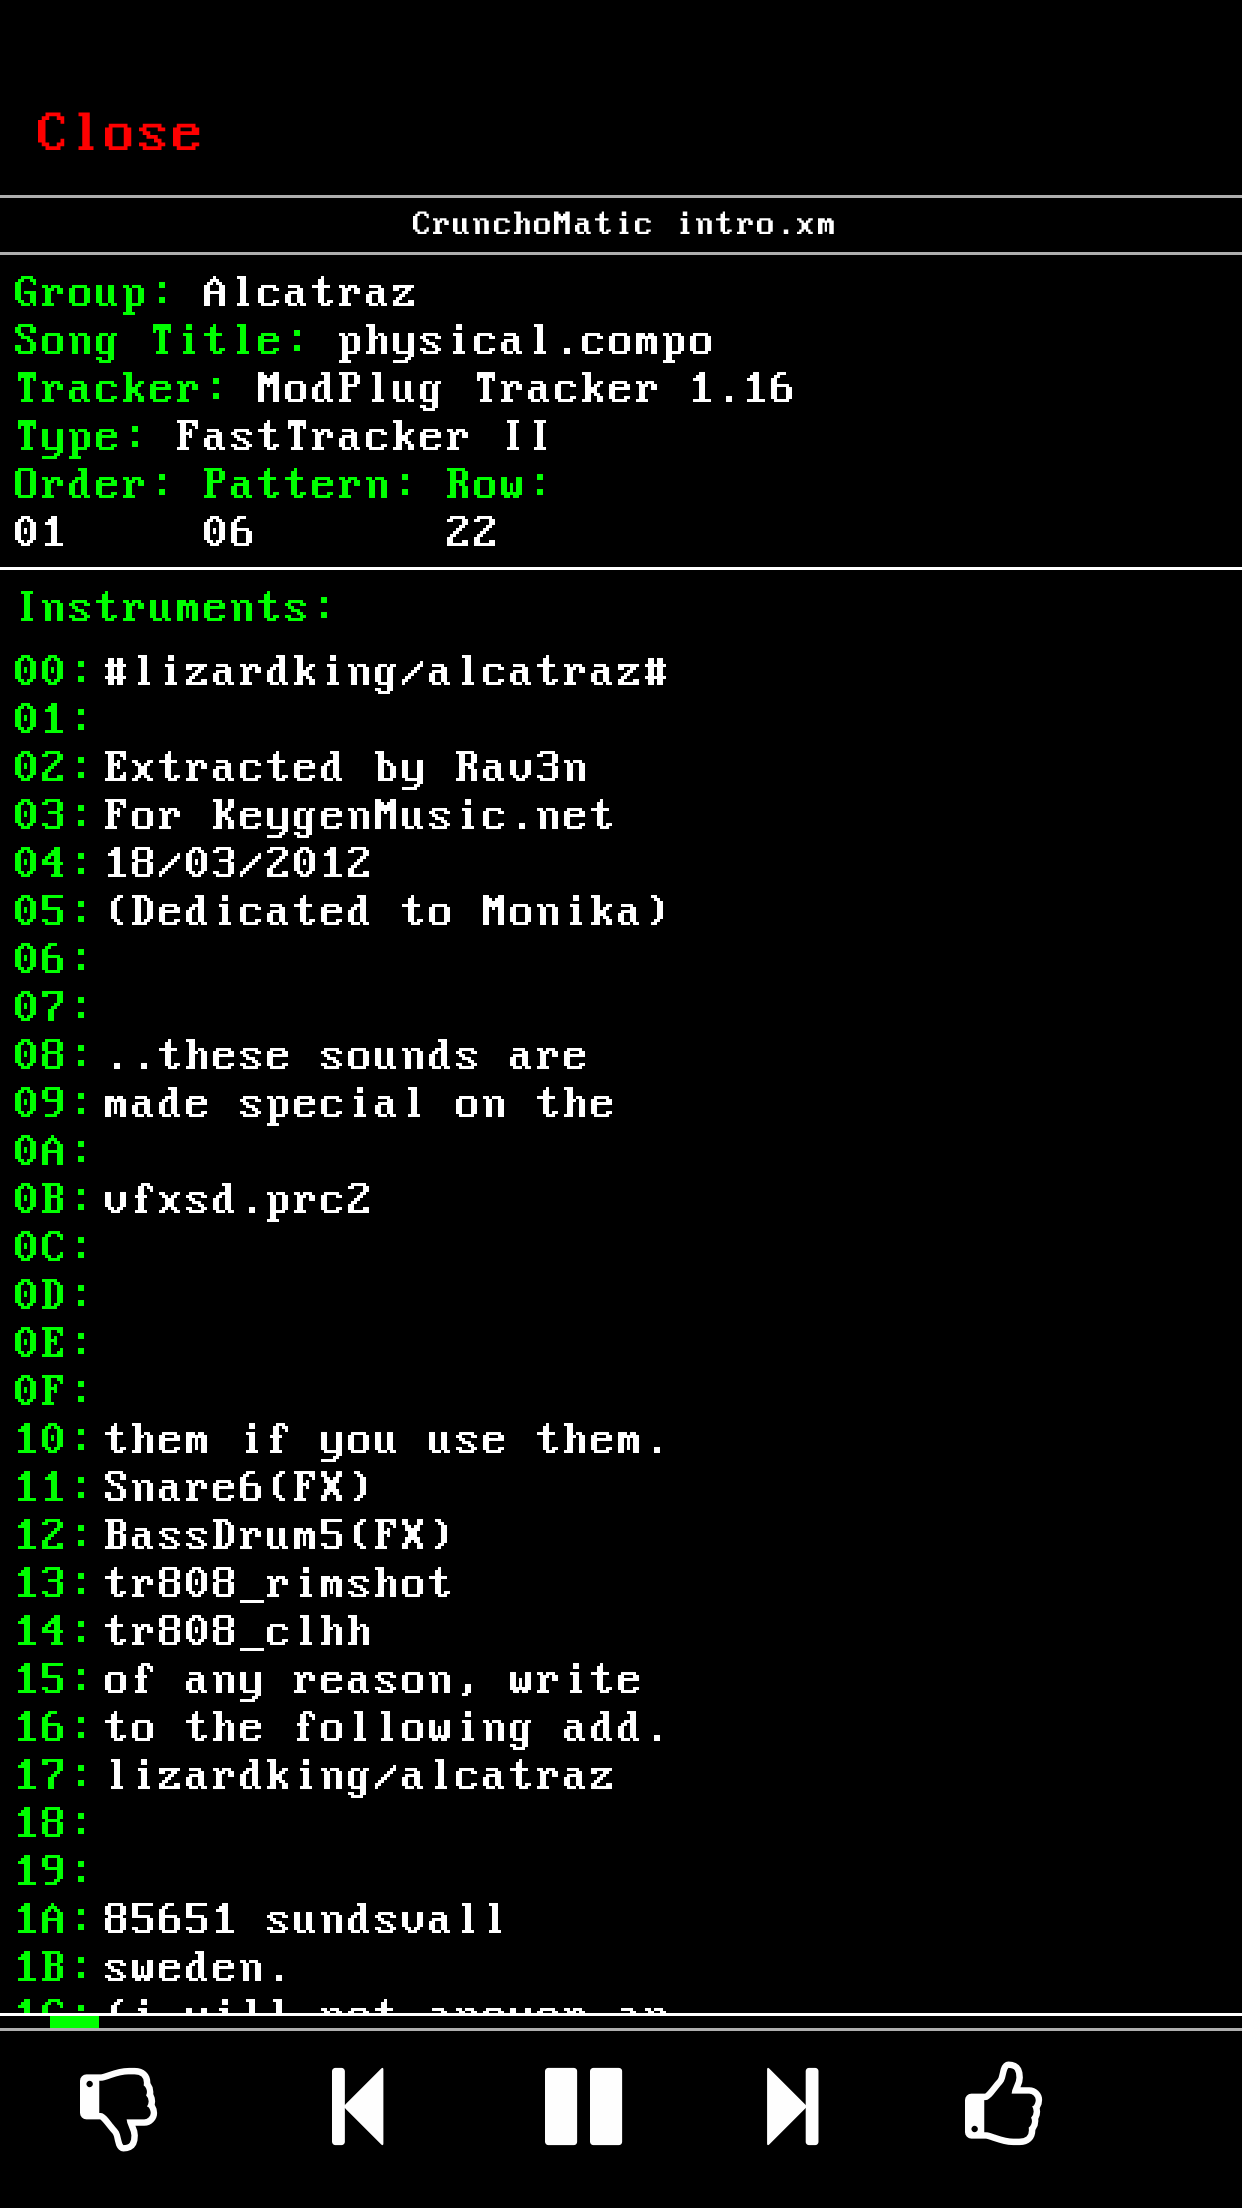 Close
CrunchoMatic intro.xm
Group: Alcatraz
Song Title: physical.compo
Tracker: ModPlug Tracker 1.16
Type: FastTracker II
Order: Pattern: Row:
01 06 22
Instruments:
00:#lizardking/alcatraz#
01:
02:Extracted by Rav3n
03:For KeygenMusic.net
04:18/03/2012
05:(Dedicated to Monika)
06:
07:
08:..these sounds are
09:made special on the
0A:
0B:vfxsd.prc2
0C:
0D:
0E:
0F:
10:them if you use them.
11:Snare6(FX)
12:BassDrum5(FX)
13:tr808_rimshot
14:tr808_clhh
15:of any reason, write
16:to the following add.
17:lizardking/alcatraz
18:
19:
1A:85651 sundsvall
1B:sweden.
1C:(i will not